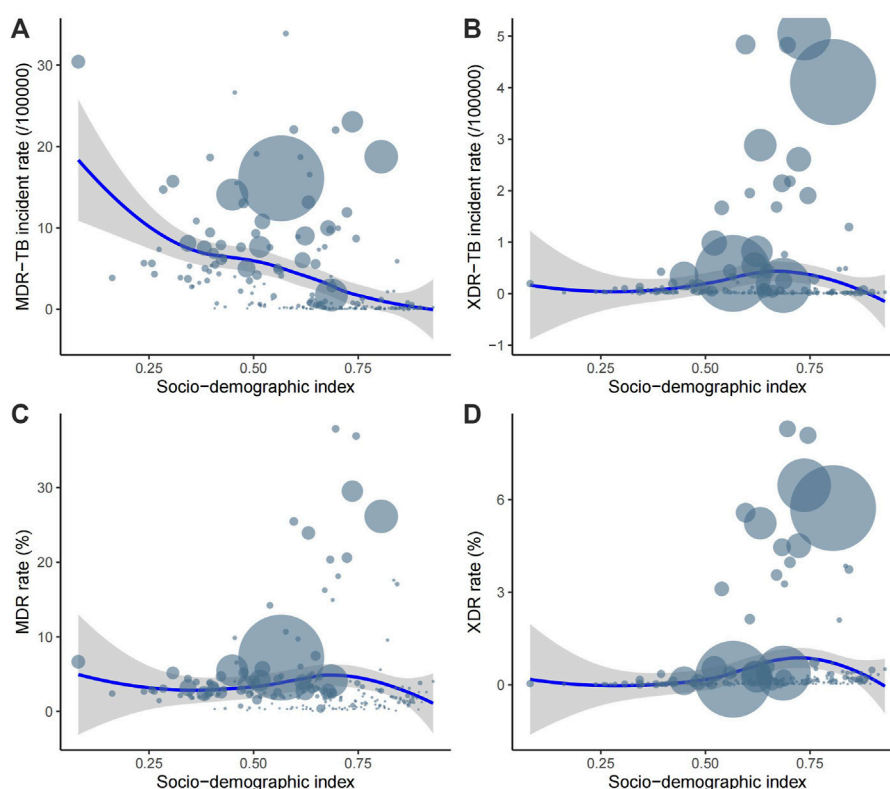 A
MDR−TB incident rate (/100000)
30
20
10
0
0.25 0.50 0.75
Socio−demographic index
B
XDR−TB incident rate (/100000)
5
4
3
2
1
0
−1
0.25 0.50 0.75
Socio−demographic index
C
MDR rate (%)
30
20
10
0
0.25 0.50 0.75
Socio−demographic index
D
XDR rate (%)
6
3
0
0.25 0.50 0.75
Socio−demographic index